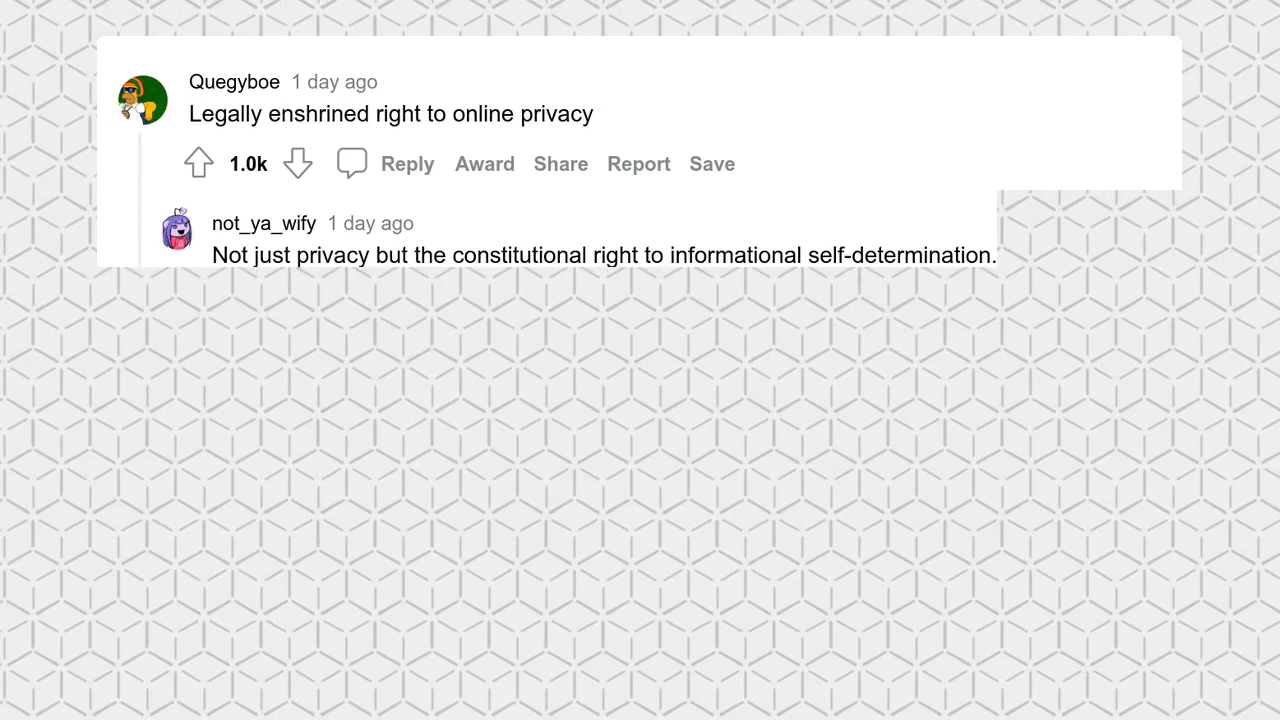 Quegyboe 1 day ago
Legally enshrined right to online privacy
1.0k Reply Award Share Report Save
not_ya_wify 1 day ago
Not just privacy but the constitutional right to informational self-determination.